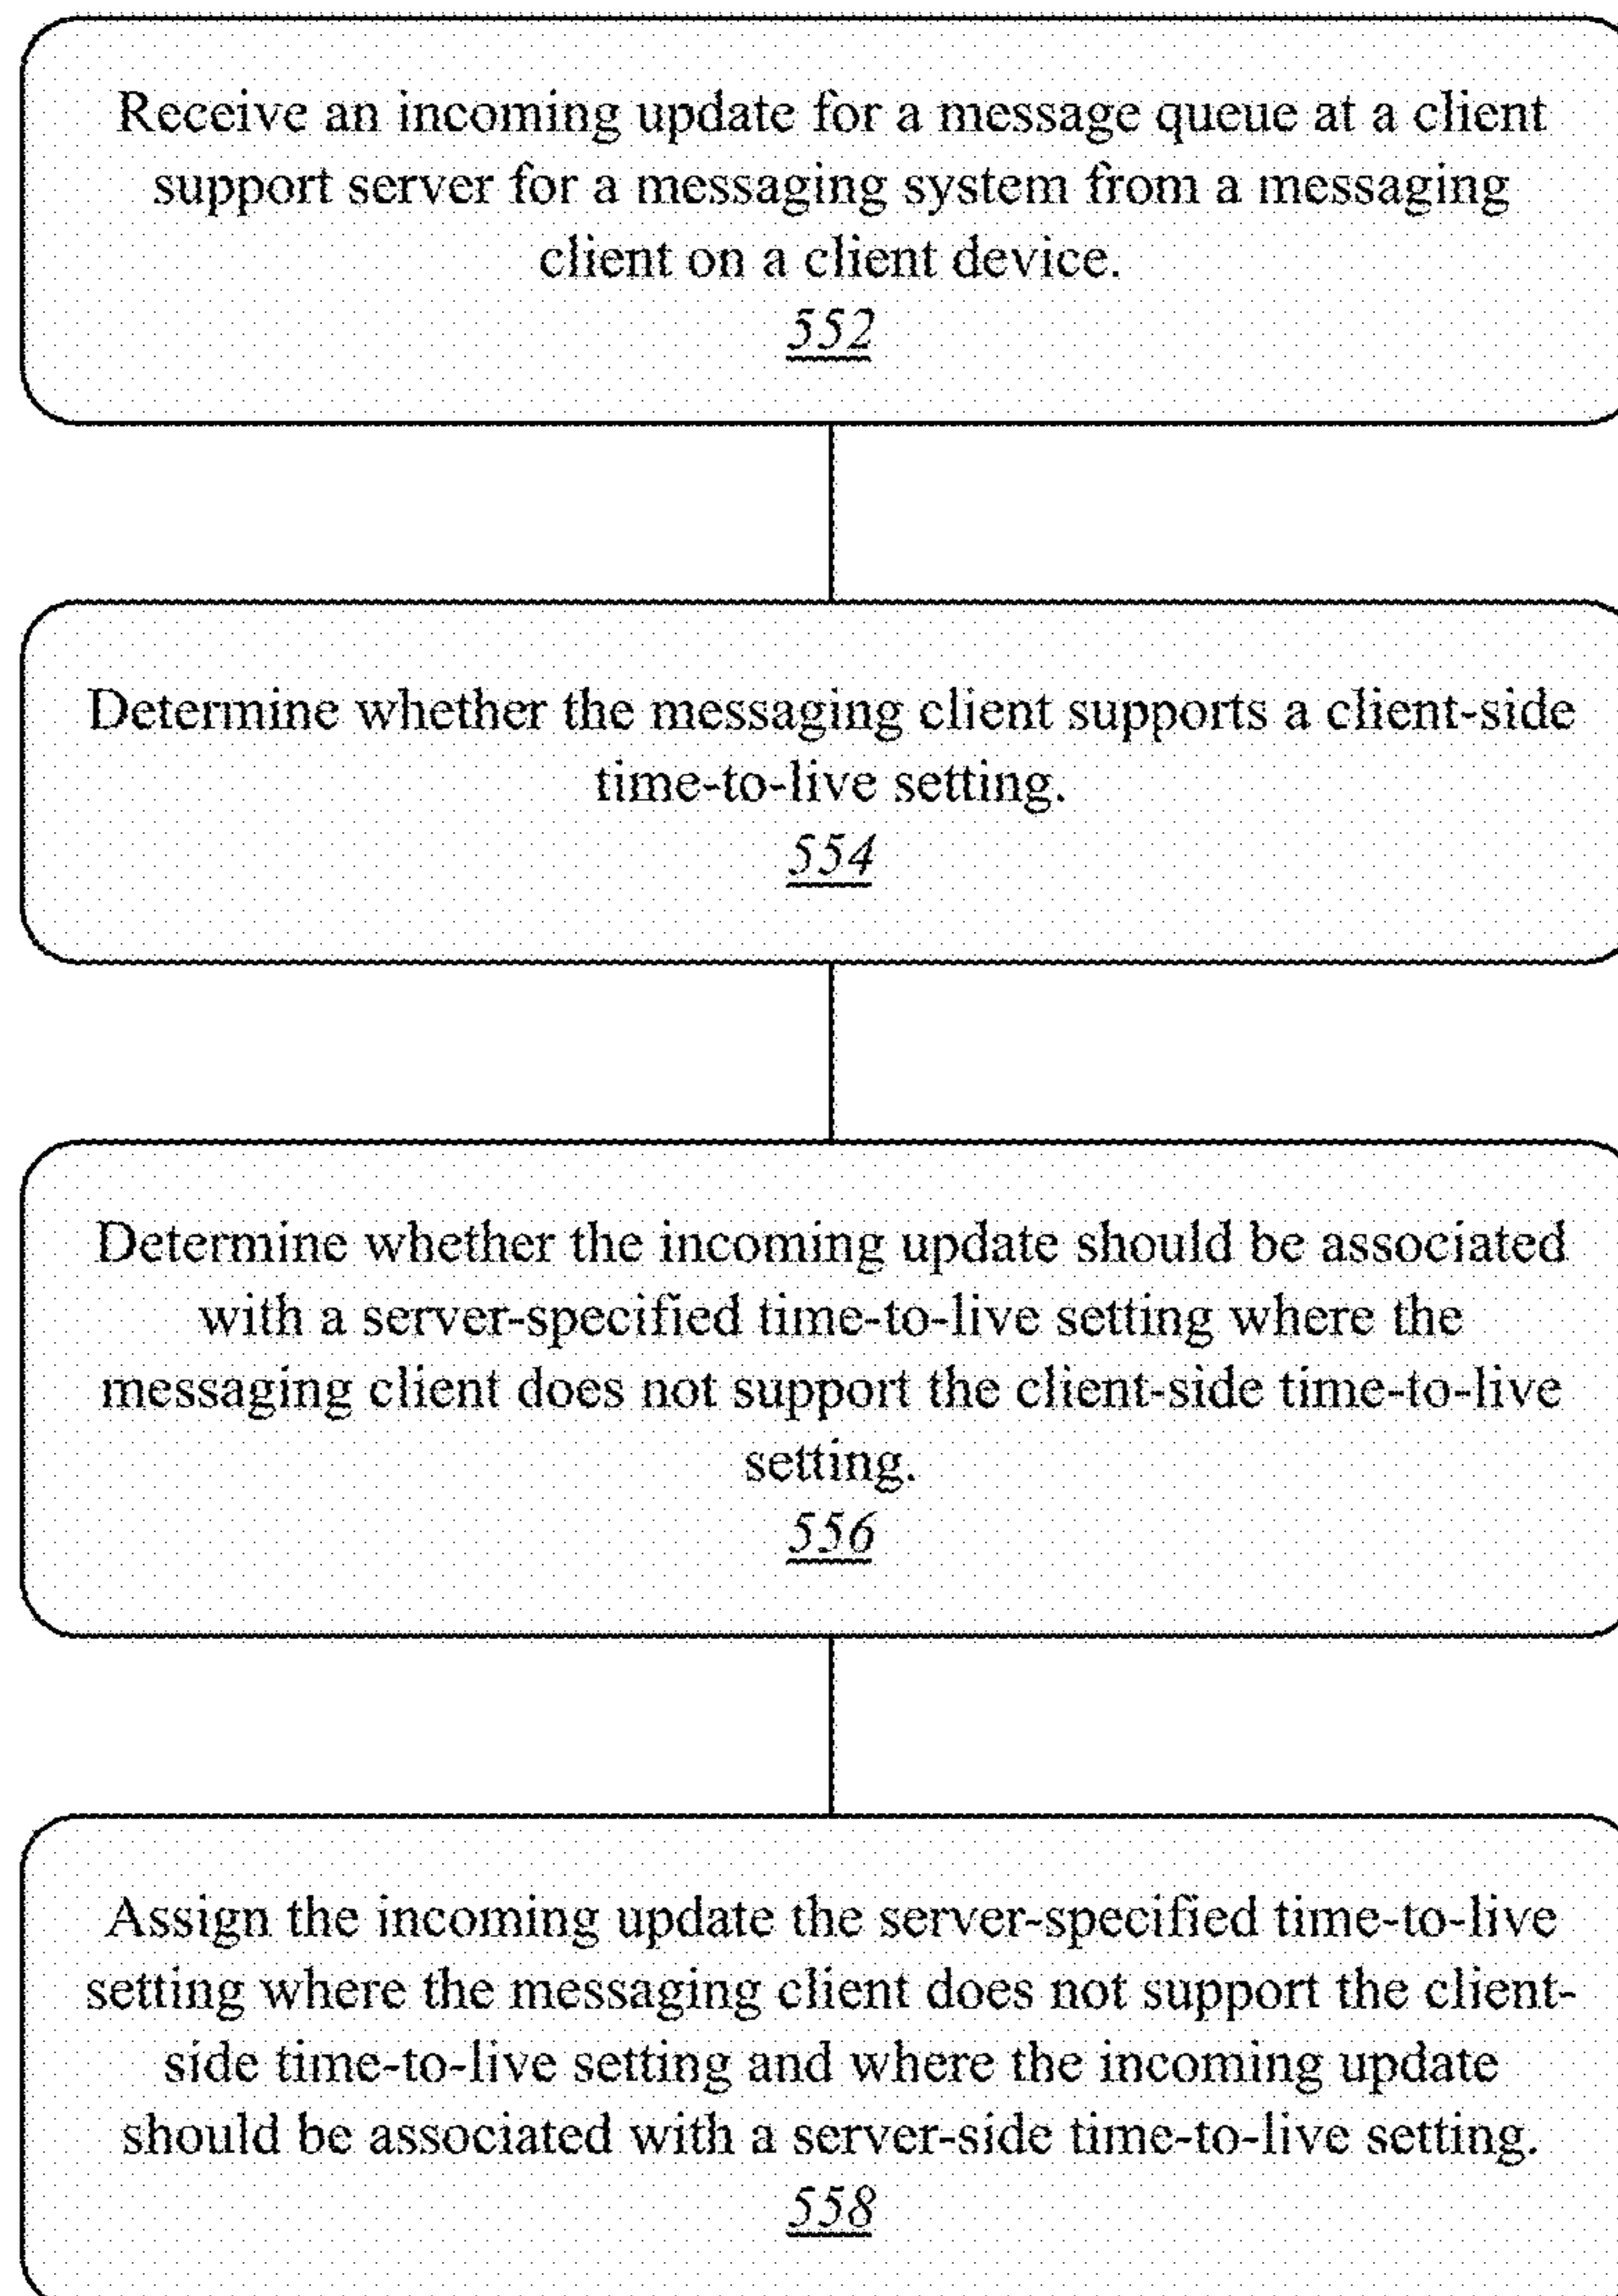 Receive an incoming update for a message queue at a client
support server for a messaging system from a messaging
client on a client device.
552
Determine whether the messaging client supports a client-side
time-to-live setting.
554
Determine whether the incoming update should be associated
with a server-specified time-to-live setting where the
messaging client does not support the client-side time-to-live
setting.
556
Assign the incoming update the server-specified time-to-live
setting where the messaging client does not support the client-
side time-to-live setting and where the incoming update
should be associated with a server-side time-to-live setting.
558